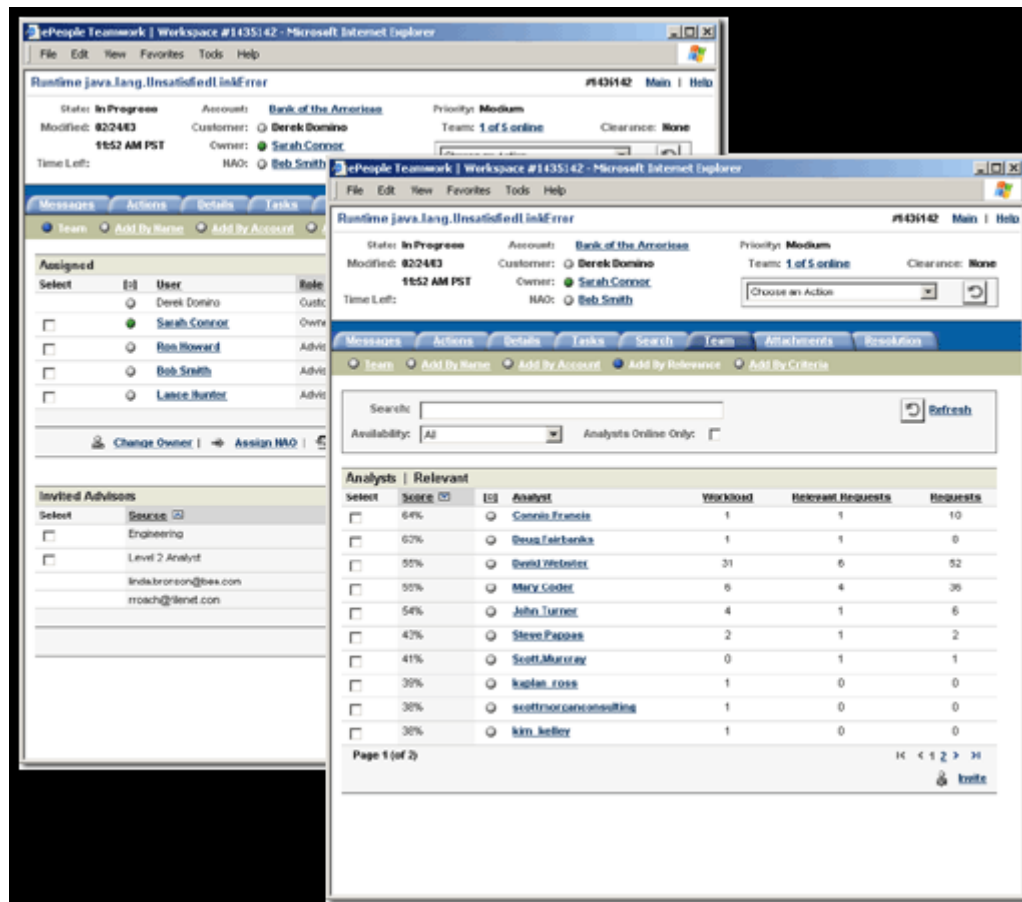 ePeople Teamwork | Workspace #1435142 - Microsoft Internet Explorer
File Edit View Favorites Tools Help
Runtime java.lang.UnsatisfiedLinkError #1435142 Main | Help
State: In Progress Account: Bank of the Americas Priority: Medium
Modified: 02/24/03 Customer: Derek Domino Team: 1 of 5 online Clearance: None
11:52 AM PST Owner: Sarah Connor Choose an Action
Time Left: NAO: Bob Smith
Messages Actions Details Tasks
Team Add By Name Add By Account
Assigned
Select [±] User Role
Derek Domino Custo
Sarah Connor Owne
Ron Howard Advis
Bob Smith Advis
Lance Hunter Advis
Change Owner | Assign NAO |
Invited Advisors
Select Source
Engineering
Level 2 Analyst
linda.bronson@bea.com
rroach@filenet.com
ePeople Teamwork | Workspace #1435142 - Microsoft Internet Explorer
File Edit View Favorites Tools Help
Runtime java.lang.UnsatisfiedLinkError #1435142 Main | Help
State: In Progress Account: Bank of the Americas Priority: Medium
Modified: 02/24/03 Customer: Derek Domino Team: 1 of 5 online Clearance: None
11:52 AM PST Owner: Sarah Connor Choose an Action
Time Left: NAO: Bob Smith
Messages Actions Details Tasks Search Team Attachments Resolution
Team Add By Name Add By Account Add By Relevance Add By Criteria
Search: Refresh
Availability: All Analysts Online Only:
Analysts | Relevant
Select Score [±] Analyst Workload Relevant Requests Requests
64% Connie Francis 1 1 10
63% Doug Fairbanks 1 1 0
55% David Webster 31 6 52
55% Mary Coder 6 4 36
54% John Turner 4 1 6
43% Steve Pappas 2 1 2
41% Scott.Murray 0 1 1
39% kaplan_ross 1 0 0
38% scottmorganconsulting 1 0 0
38% kim_kelley 1 0 0
Page 1 (of 2) 1 2
Invite